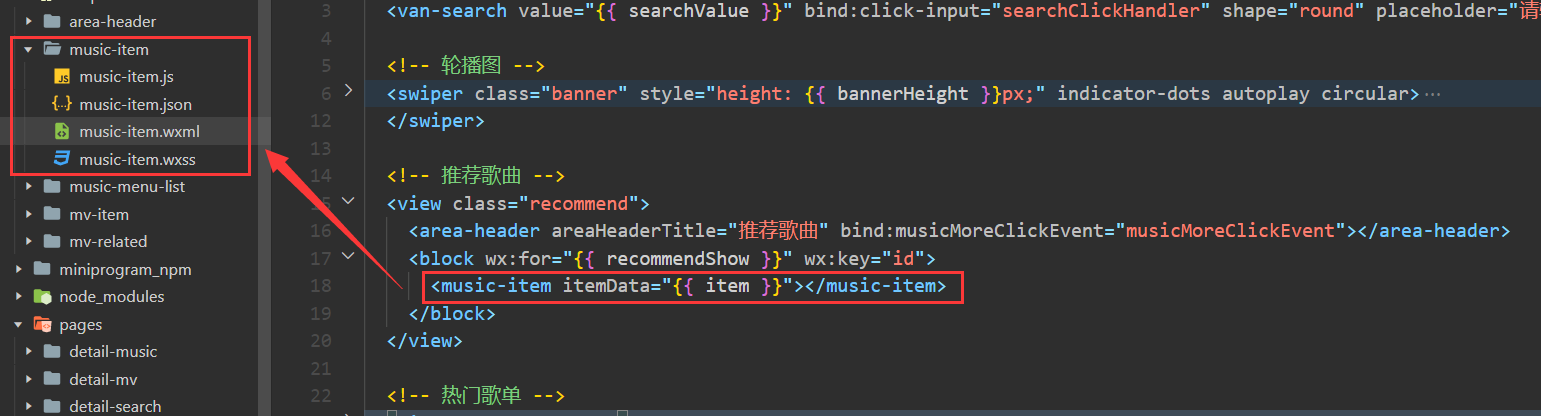 area-header
music-item
JS music-item.js
{..} music-item.json
music-item.wxml
music-item.wxss
music-menu-list
mv-item
mv-related
miniprogram_npm
node_modules
pages
detail-music
detail-mv
detail-search
3 <van-search value="{{ searchValue }}" bind:click-input="searchClickHandler" shape="round" placeholder="请
4
5 <!-- 轮播图 -->
6 <swiper class="banner" style="height: {{ bannerHeight }}px;" indicator-dots autoplay circular>…
12 </swiper>
13
14 <!-- 推荐歌曲 -->
15 <view class="recommend">
16 <area-header areaHeaderTitle="推荐歌曲" bind:musicMoreClickEvent="musicMoreClickEvent"></area-header>
17 <block wx:for="{{ recommendShow }}" wx:key="id">
18 <music-item itemData="{{ item }}"></music-item>
19 </block>
20 </view>
21
22 <!-- 热门歌单 -->